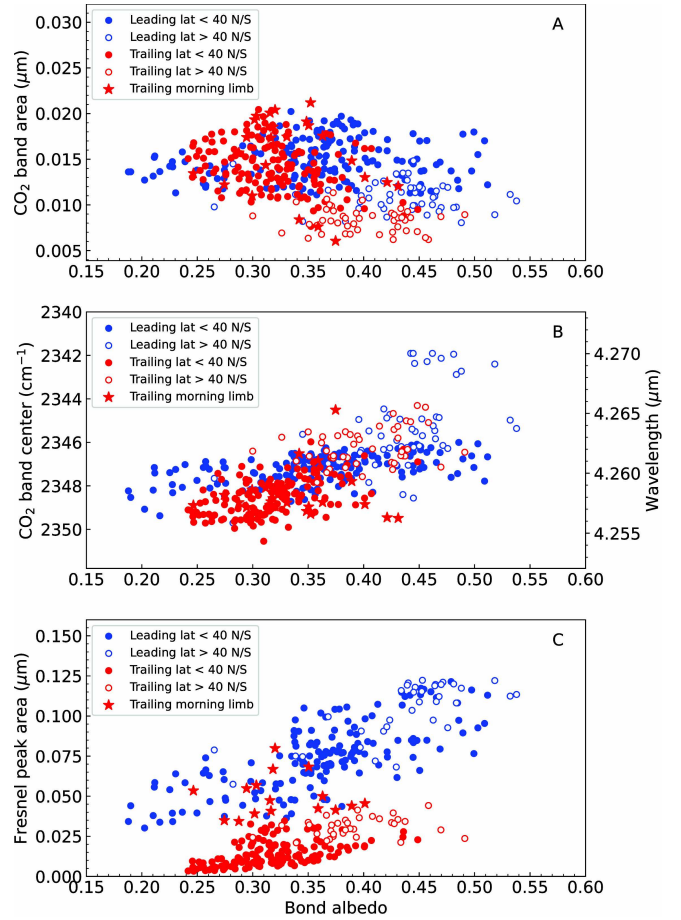 A
Leading lat < 40 N/S
Leading lat > 40 N/S
Trailing lat < 40 N/S
Trailing lat > 40 N/S
Trailing morning limb
CO₂ band area (μm)
0.030
0.025
0.020
0.015
0.010
0.005
0.15 0.20 0.25 0.30 0.35 0.40 0.45 0.50 0.55 0.60
B
Leading lat < 40 N/S
Leading lat > 40 N/S
Trailing lat < 40 N/S
Trailing lat > 40 N/S
Trailing morning limb
CO₂ band center (cm⁻¹)
2340
2342
2344
2346
2348
2350
Wavelength (μm)
4.270
4.265
4.260
4.255
0.15 0.20 0.25 0.30 0.35 0.40 0.45 0.50 0.55 0.60
C
Leading lat < 40 N/S
Leading lat > 40 N/S
Trailing lat < 40 N/S
Trailing lat > 40 N/S
Trailing morning limb
Fresnel peak area (μm)
0.150
0.125
0.100
0.075
0.050
0.025
0.000
0.15 0.20 0.25 0.30 0.35 0.40 0.45 0.50 0.55 0.60
Bond albedo